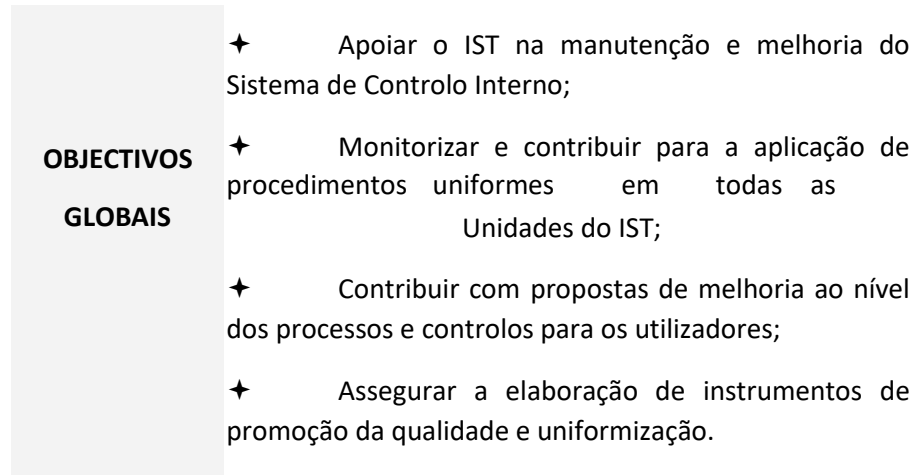 OBJECTIVOS
GLOBAIS
✦ Apoiar o IST na manutenção e melhoria do
Sistema de Controlo Interno;
✦ Monitorizar e contribuir para a aplicação de
procedimentos uniformes em todas as
Unidades do IST;
✦ Contribuir com propostas de melhoria ao nível
dos processos e controlos para os utilizadores;
✦ Assegurar a elaboração de instrumentos de
promoção da qualidade e uniformização.